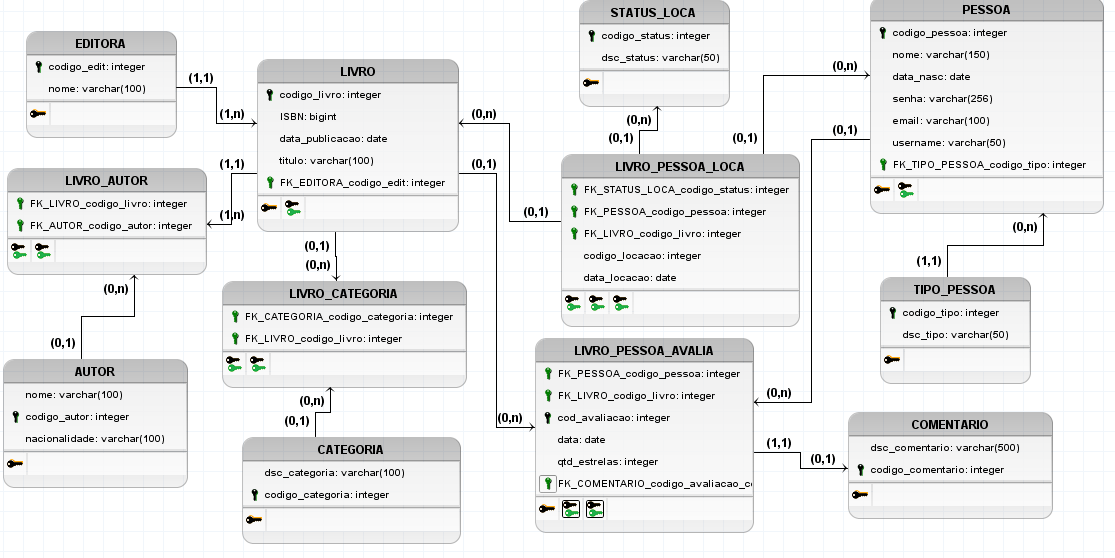 EDITORA
codigo_edit: integer
nome: varchar(100)
(1,1)
(1,n)
LIVRO
codigo_livro: integer
ISBN: bigint
data_publicacao: date
titulo: varchar(100)
FK_EDITORA_codigo_edit: integer
STATUS_LOCA
codigo_status: integer
dsc_status: varchar(50)
(0,n)
(0,1)
PESSOA
codigo_pessoa: integer
nome: varchar(150)
data_nasc: date
senha: varchar(256)
email: varchar(100)
username: varchar(50)
FK_TIPO_PESSOA_codigo_tipo: integer
(0,n)
(0,1)
(0,1)
(0,n)
LIVRO_AUTOR
FK_LIVRO_codigo_livro: integer
FK_AUTOR_codigo_autor: integer
(1,1)
(1,n)
(0,n)
(0,1)
(0,1)
LIVRO_PESSOA_LOCA
FK_STATUS_LOCA_codigo_status: integer
FK_PESSOA_codigo_pessoa: integer
FK_LIVRO_codigo_livro: integer
codigo_locacao: integer
data_locacao: date
(0,n)
(1,1)
TIPO_PESSOA
codigo_tipo: integer
dsc_tipo: varchar(50)
(0,1)
(0,n)
LIVRO_CATEGORIA
FK_CATEGORIA_codigo_categoria: integer
FK_LIVRO_codigo_livro: integer
(0,n)
(0,1)
AUTOR
nome: varchar(100)
codigo_autor: integer
nacionalidade: varchar(100)
(0,n)
(0,1)
CATEGORIA
dsc_categoria: varchar(100)
codigo_categoria: integer
(0,n)
LIVRO_PESSOA_AVALIA
FK_PESSOA_codigo_pessoa: integer
FK_LIVRO_codigo_livro: integer
cod_avaliacao: integer
data: date
qtd_estrelas: integer
FK_COMENTARIO_codigo_avaliacao_c
(1,1)
(0,1)
COMENTARIO
dsc_comentario: varchar(500)
codigo_comentario: integer